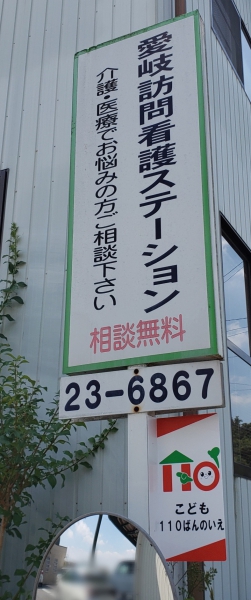 愛岐訪問看護ステーション
介護・医療でお悩みの方ご相談下さい
相談無料
23-6867
110
こども
110ばんのいえ